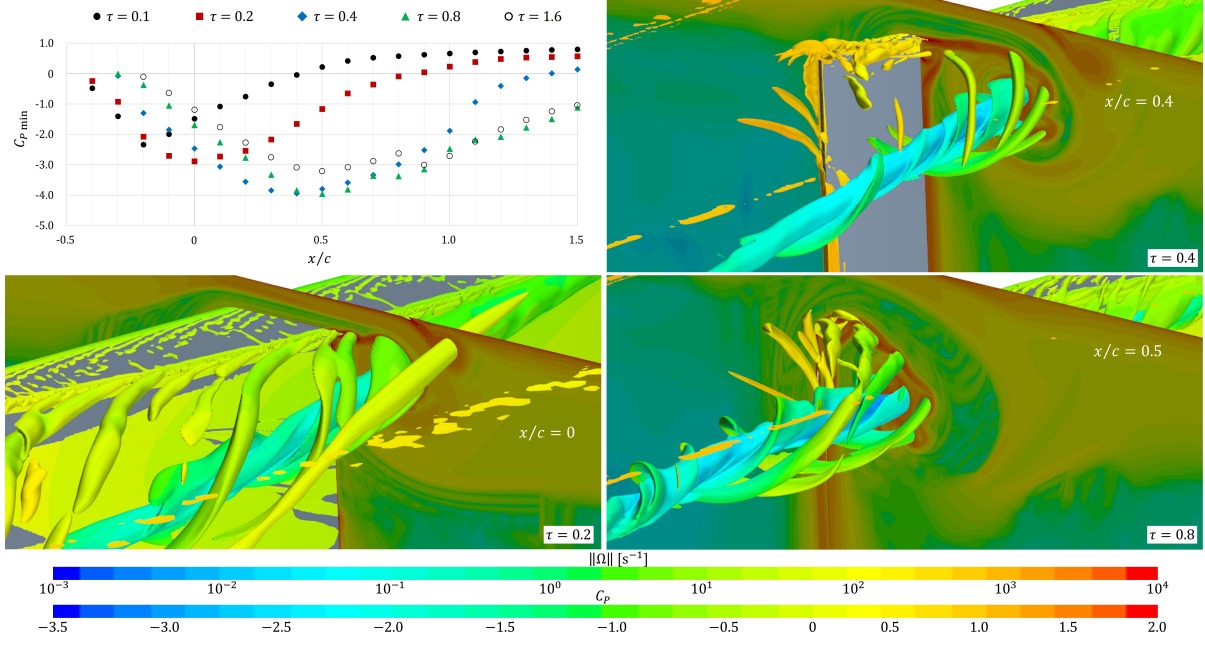 τ = 0.1 τ = 0.2 τ = 0.4 τ = 0.8 τ = 1.6
1.0
0
-1.0
-2.0
-3.0
-4.0
-5.0
C_P min
-0.5 0 0.5 1.0 1.5
x/c
x/c = 0.4
τ = 0.4
x/c = 0
τ = 0.2
x/c = 0.5
τ = 0.8
‖Ω‖ [s⁻¹]
10⁻³ 10⁻² 10⁻¹ 10⁰ 10¹ 10² 10³ 10⁴
C_P
−3.5 −3.0 −2.5 −2.0 −1.5 −1.0 −0.5 0 0.5 1.0 1.5 2.0